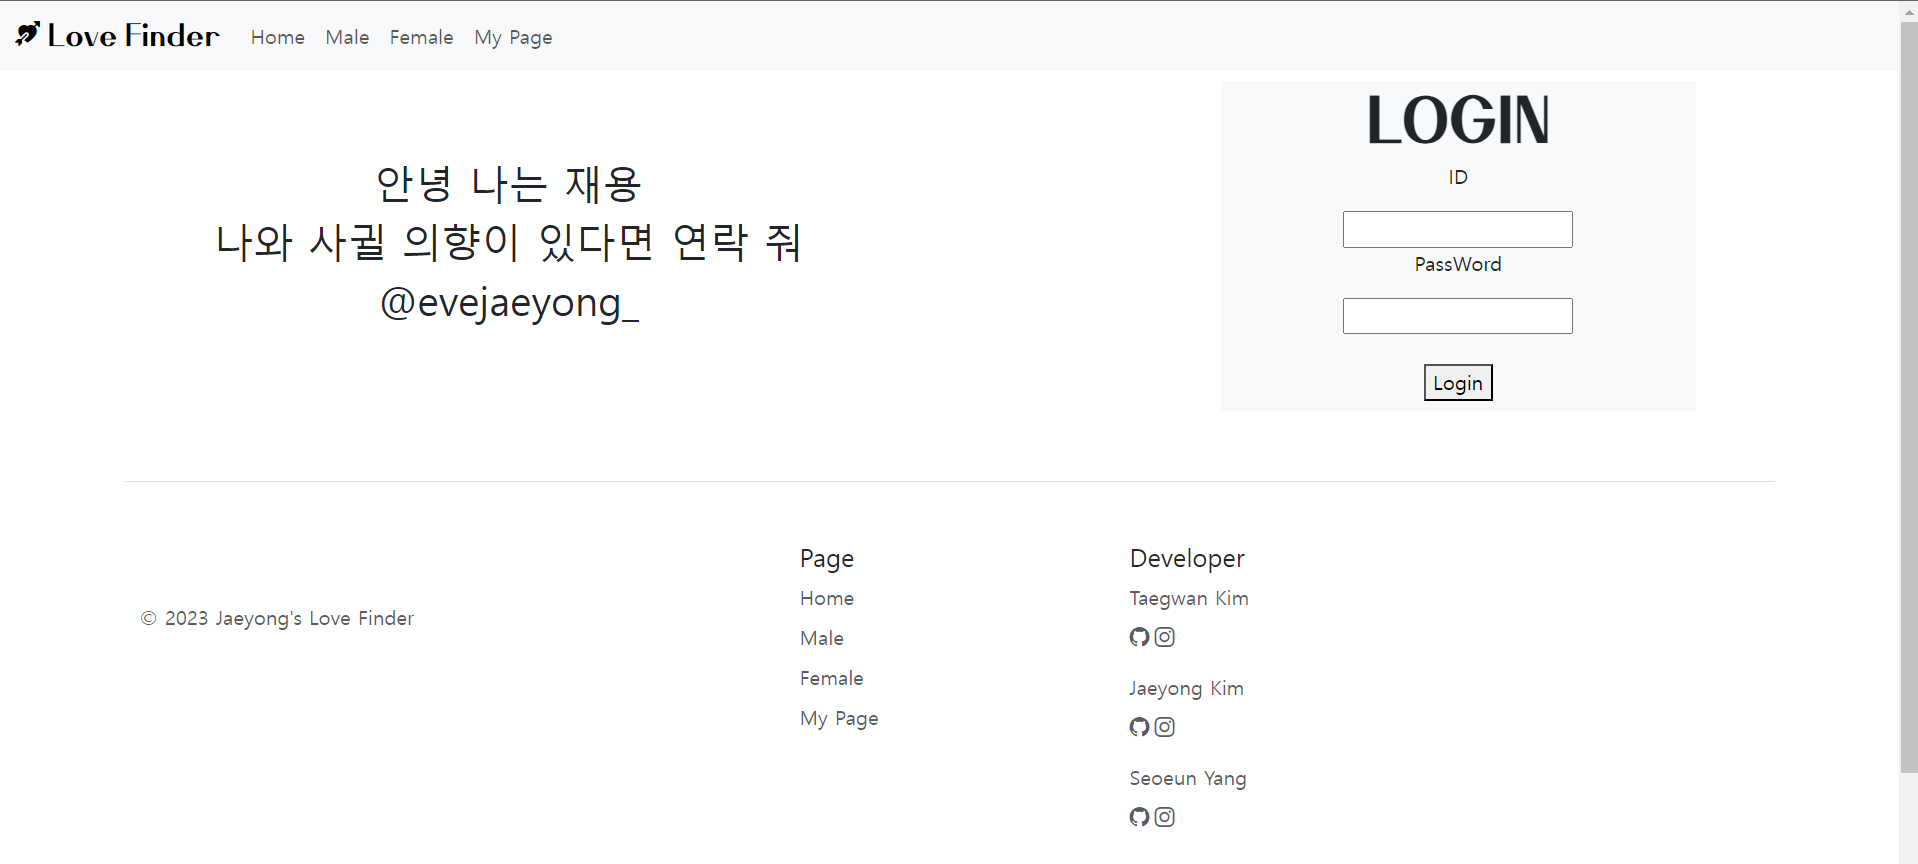 Love Finder Home Male Female My Page
안녕 나는 재용
나와 사귈 의향이 있다면 연락 줘
@evejaeyong_
LOGIN
ID
PassWord
Login
© 2023 Jaeyong's Love Finder
Page
Home
Male
Female
My Page
Developer
Taegwan Kim
Jaeyong Kim
Seoeun Yang